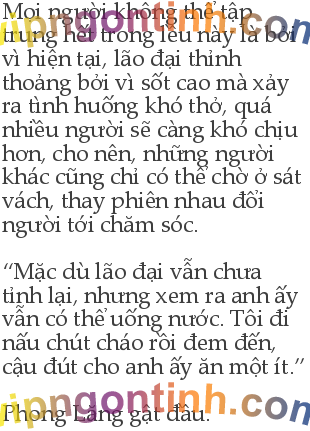 Mọi người không thể tập
trung hết trong lều này là bởi
vì hiện tại, lão đại thỉnh
thoảng bởi vì sốt cao mà xảy
ra tình huống khó thở, quá
nhiều người sẽ càng khó chịu
hơn, cho nên, những người
khác cũng chỉ có thể chờ ở sát
vách, thay phiên nhau đổi
người tới chăm sóc.
“Mặc dù lão đại vẫn chưa
tỉnh lại, nhưng xem ra anh ấy
vẫn có thể uống nước. Tôi đi
nấu chút cháo rồi đem đến,
cậu đút cho anh ấy ăn một ít.”
Phong Lăng gật đầu.
vipngontinh.com
vipngontinh.com